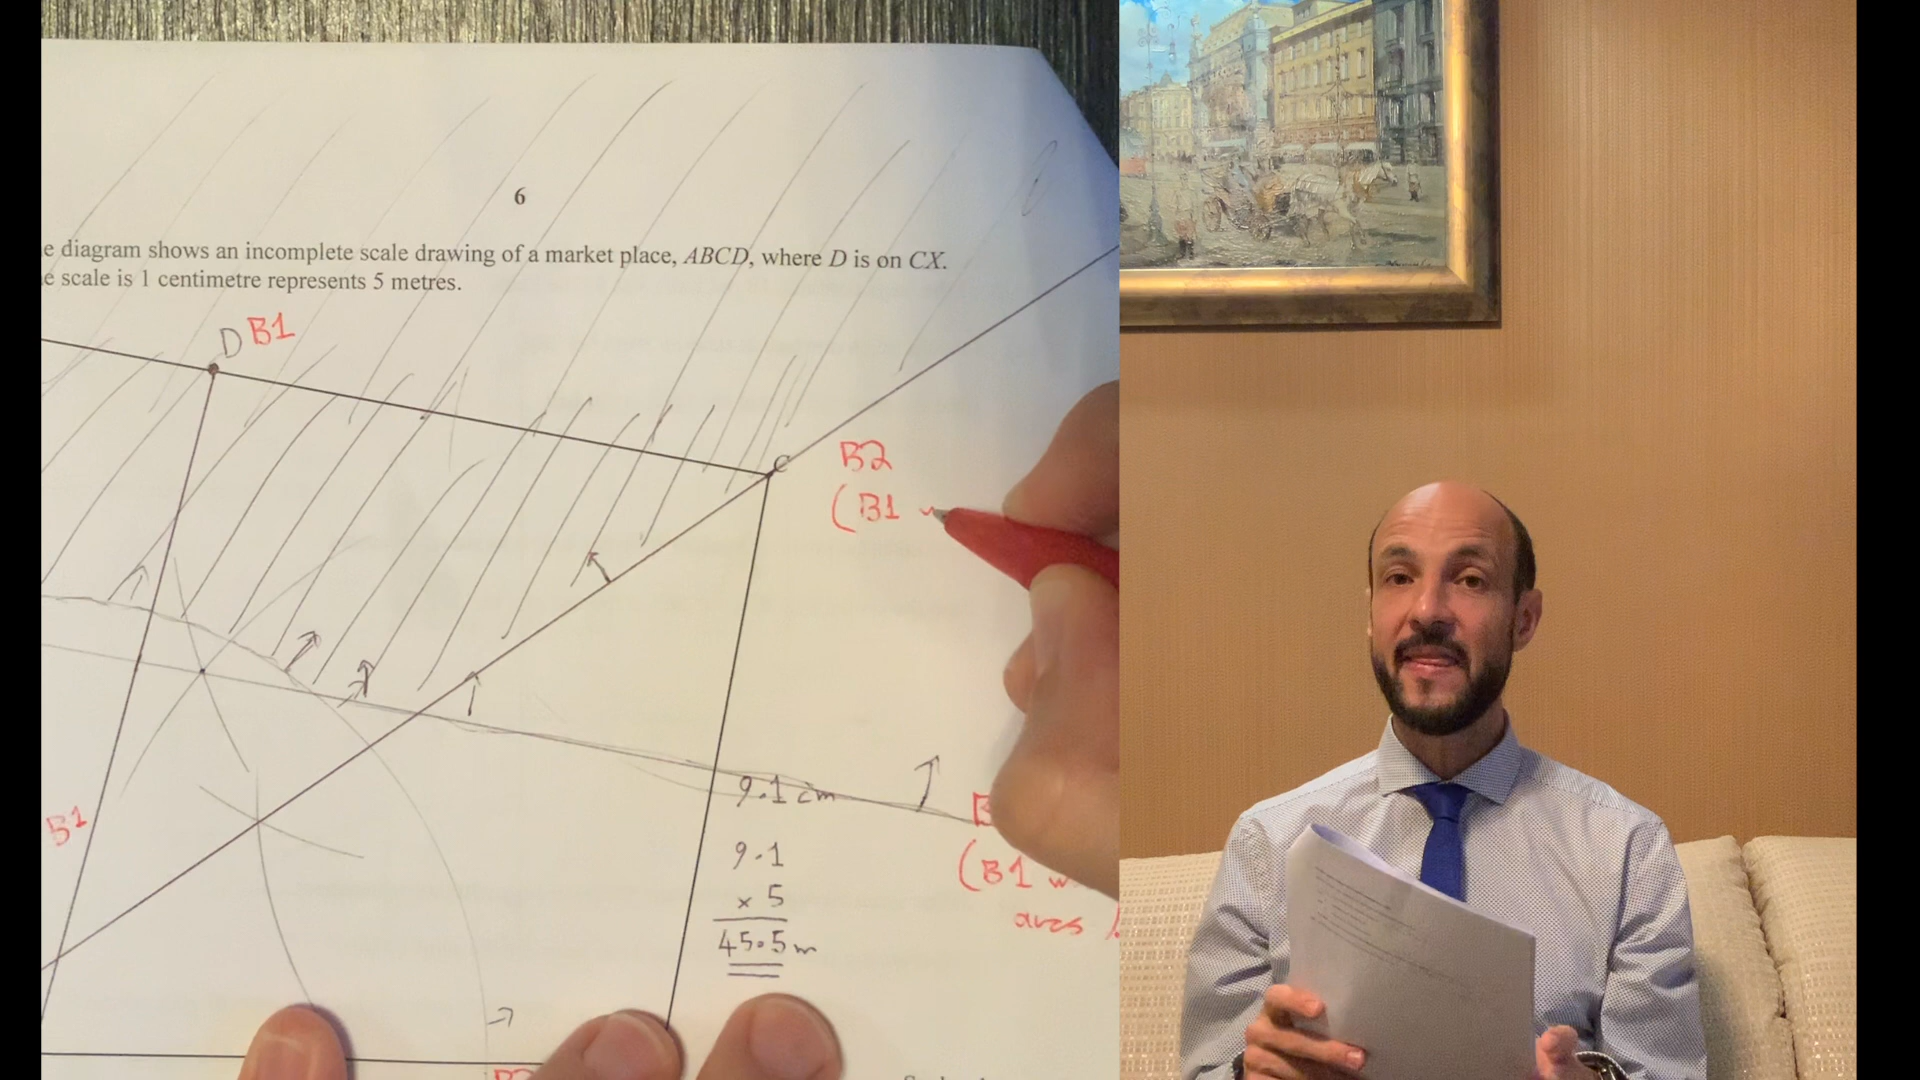 6
e diagram shows an incomplete scale drawing of a market place, ABCD, where D is on CX.
e scale is 1 centimetre represents 5 metres.
D B1
C
B2
(B1
B1
9.1 cm
9.1
x 5
45.5 m
(B1
arcs